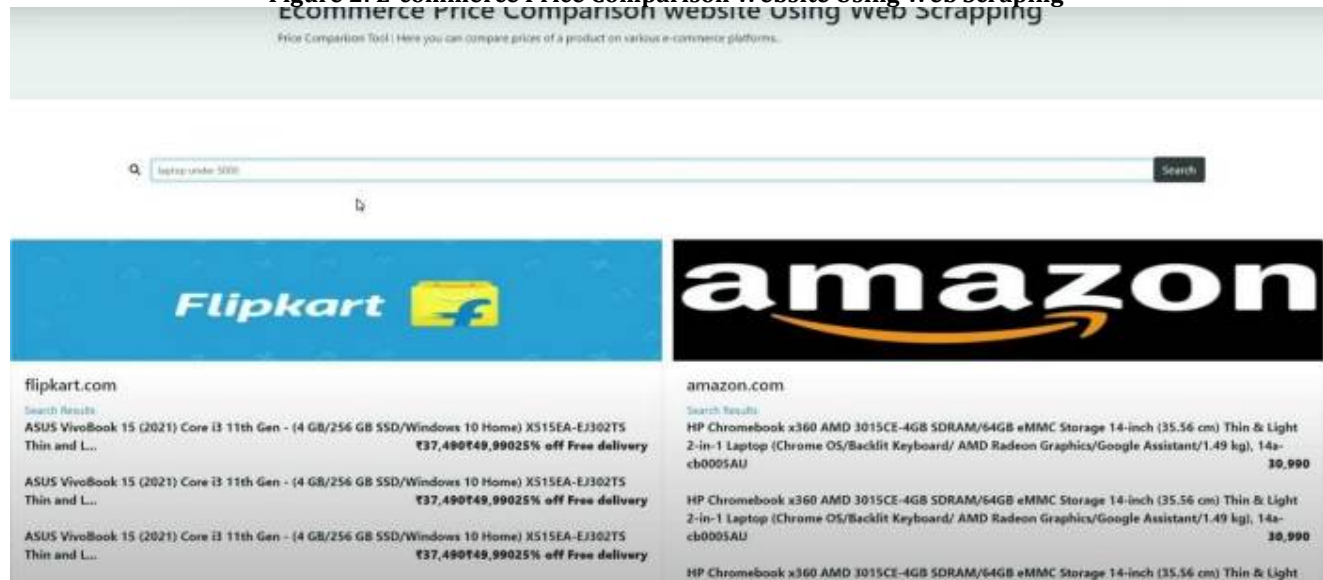 Figure 2: E-commerce Price Comparison Website Using Web Scraping
Ecommerce Price Comparison website Using Web Scrapping
Price Comparison Tool : Here you can compare prices of a product on various e-commerce platforms.
laptop under 5000
Search
Flipkart
flipkart.com
Search Results
ASUS VivoBook 15 (2021) Core i3 11th Gen - (4 GB/256 GB SSD/Windows 10 Home) X515EA-EJ302TS
Thin and L... ₹37,490₹49,99025% off Free delivery
ASUS VivoBook 15 (2021) Core i3 11th Gen - (4 GB/256 GB SSD/Windows 10 Home) X515EA-EJ302TS
Thin and L... ₹37,490₹49,99025% off Free delivery
ASUS VivoBook 15 (2021) Core i3 11th Gen - (4 GB/256 GB SSD/Windows 10 Home) X515EA-EJ302TS
Thin and L... ₹37,490₹49,99025% off Free delivery
amazon
amazon.com
Search Results
HP Chromebook x360 AMD 3015CE-4GB SDRAM/64GB eMMC Storage 14-inch (35.56 cm) Thin & Light
2-in-1 Laptop (Chrome OS/Backlit Keyboard/ AMD Radeon Graphics/Google Assistant/1.49 kg), 14a-
cb0005AU 30,990
HP Chromebook x360 AMD 3015CE-4GB SDRAM/64GB eMMC Storage 14-inch (35.56 cm) Thin & Light
2-in-1 Laptop (Chrome OS/Backlit Keyboard/ AMD Radeon Graphics/Google Assistant/1.49 kg), 14a-
cb0005AU 30,990
HP Chromebook x360 AMD 3015CE-4GB SDRAM/64GB eMMC Storage 14-inch (35.56 cm) Thin & Light